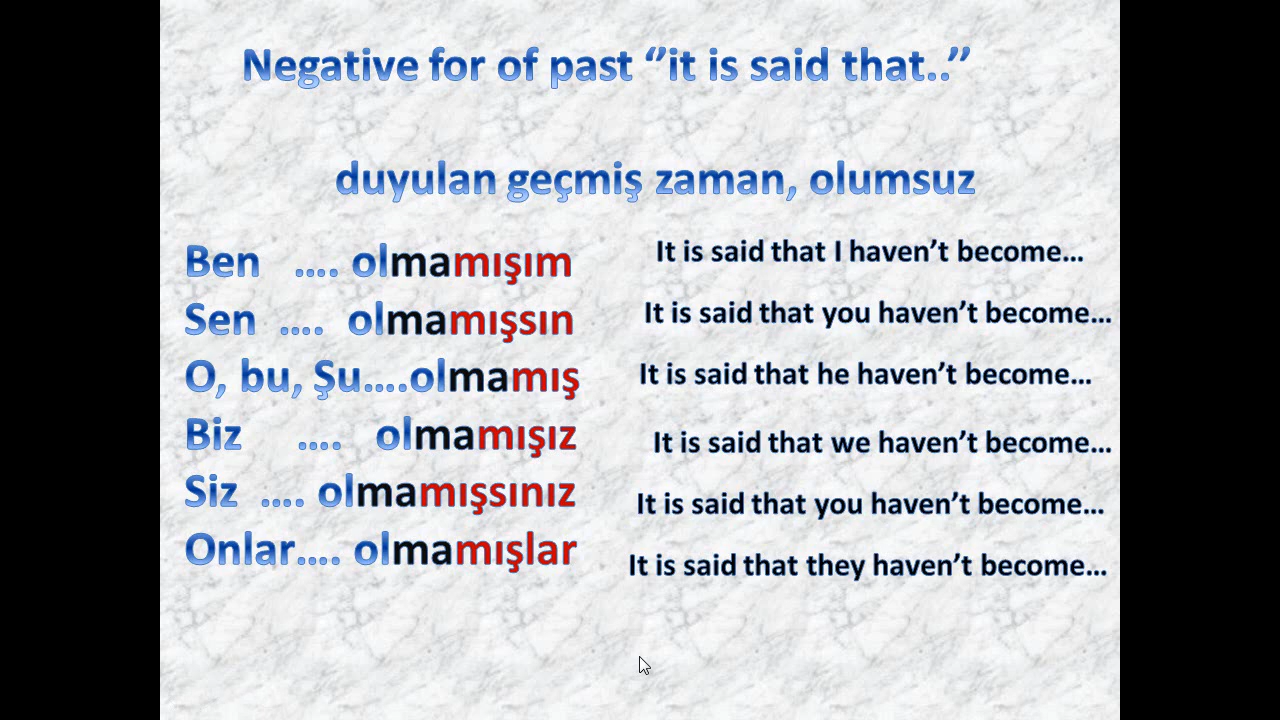 Negative for of past ‘’it is said that..’’
duyulan geçmiş zaman, olumsuz
Ben …. olmamışım
It is said that I haven’t become…
Sen …. olmamışsın
It is said that you haven’t become…
O, bu, Şu….olmamış
It is said that he haven’t become…
Biz …. olmamışız
It is said that we haven’t become…
Siz …. olmamışsınız
It is said that you haven’t become…
Onlar…. olmamışlar
It is said that they haven’t become…